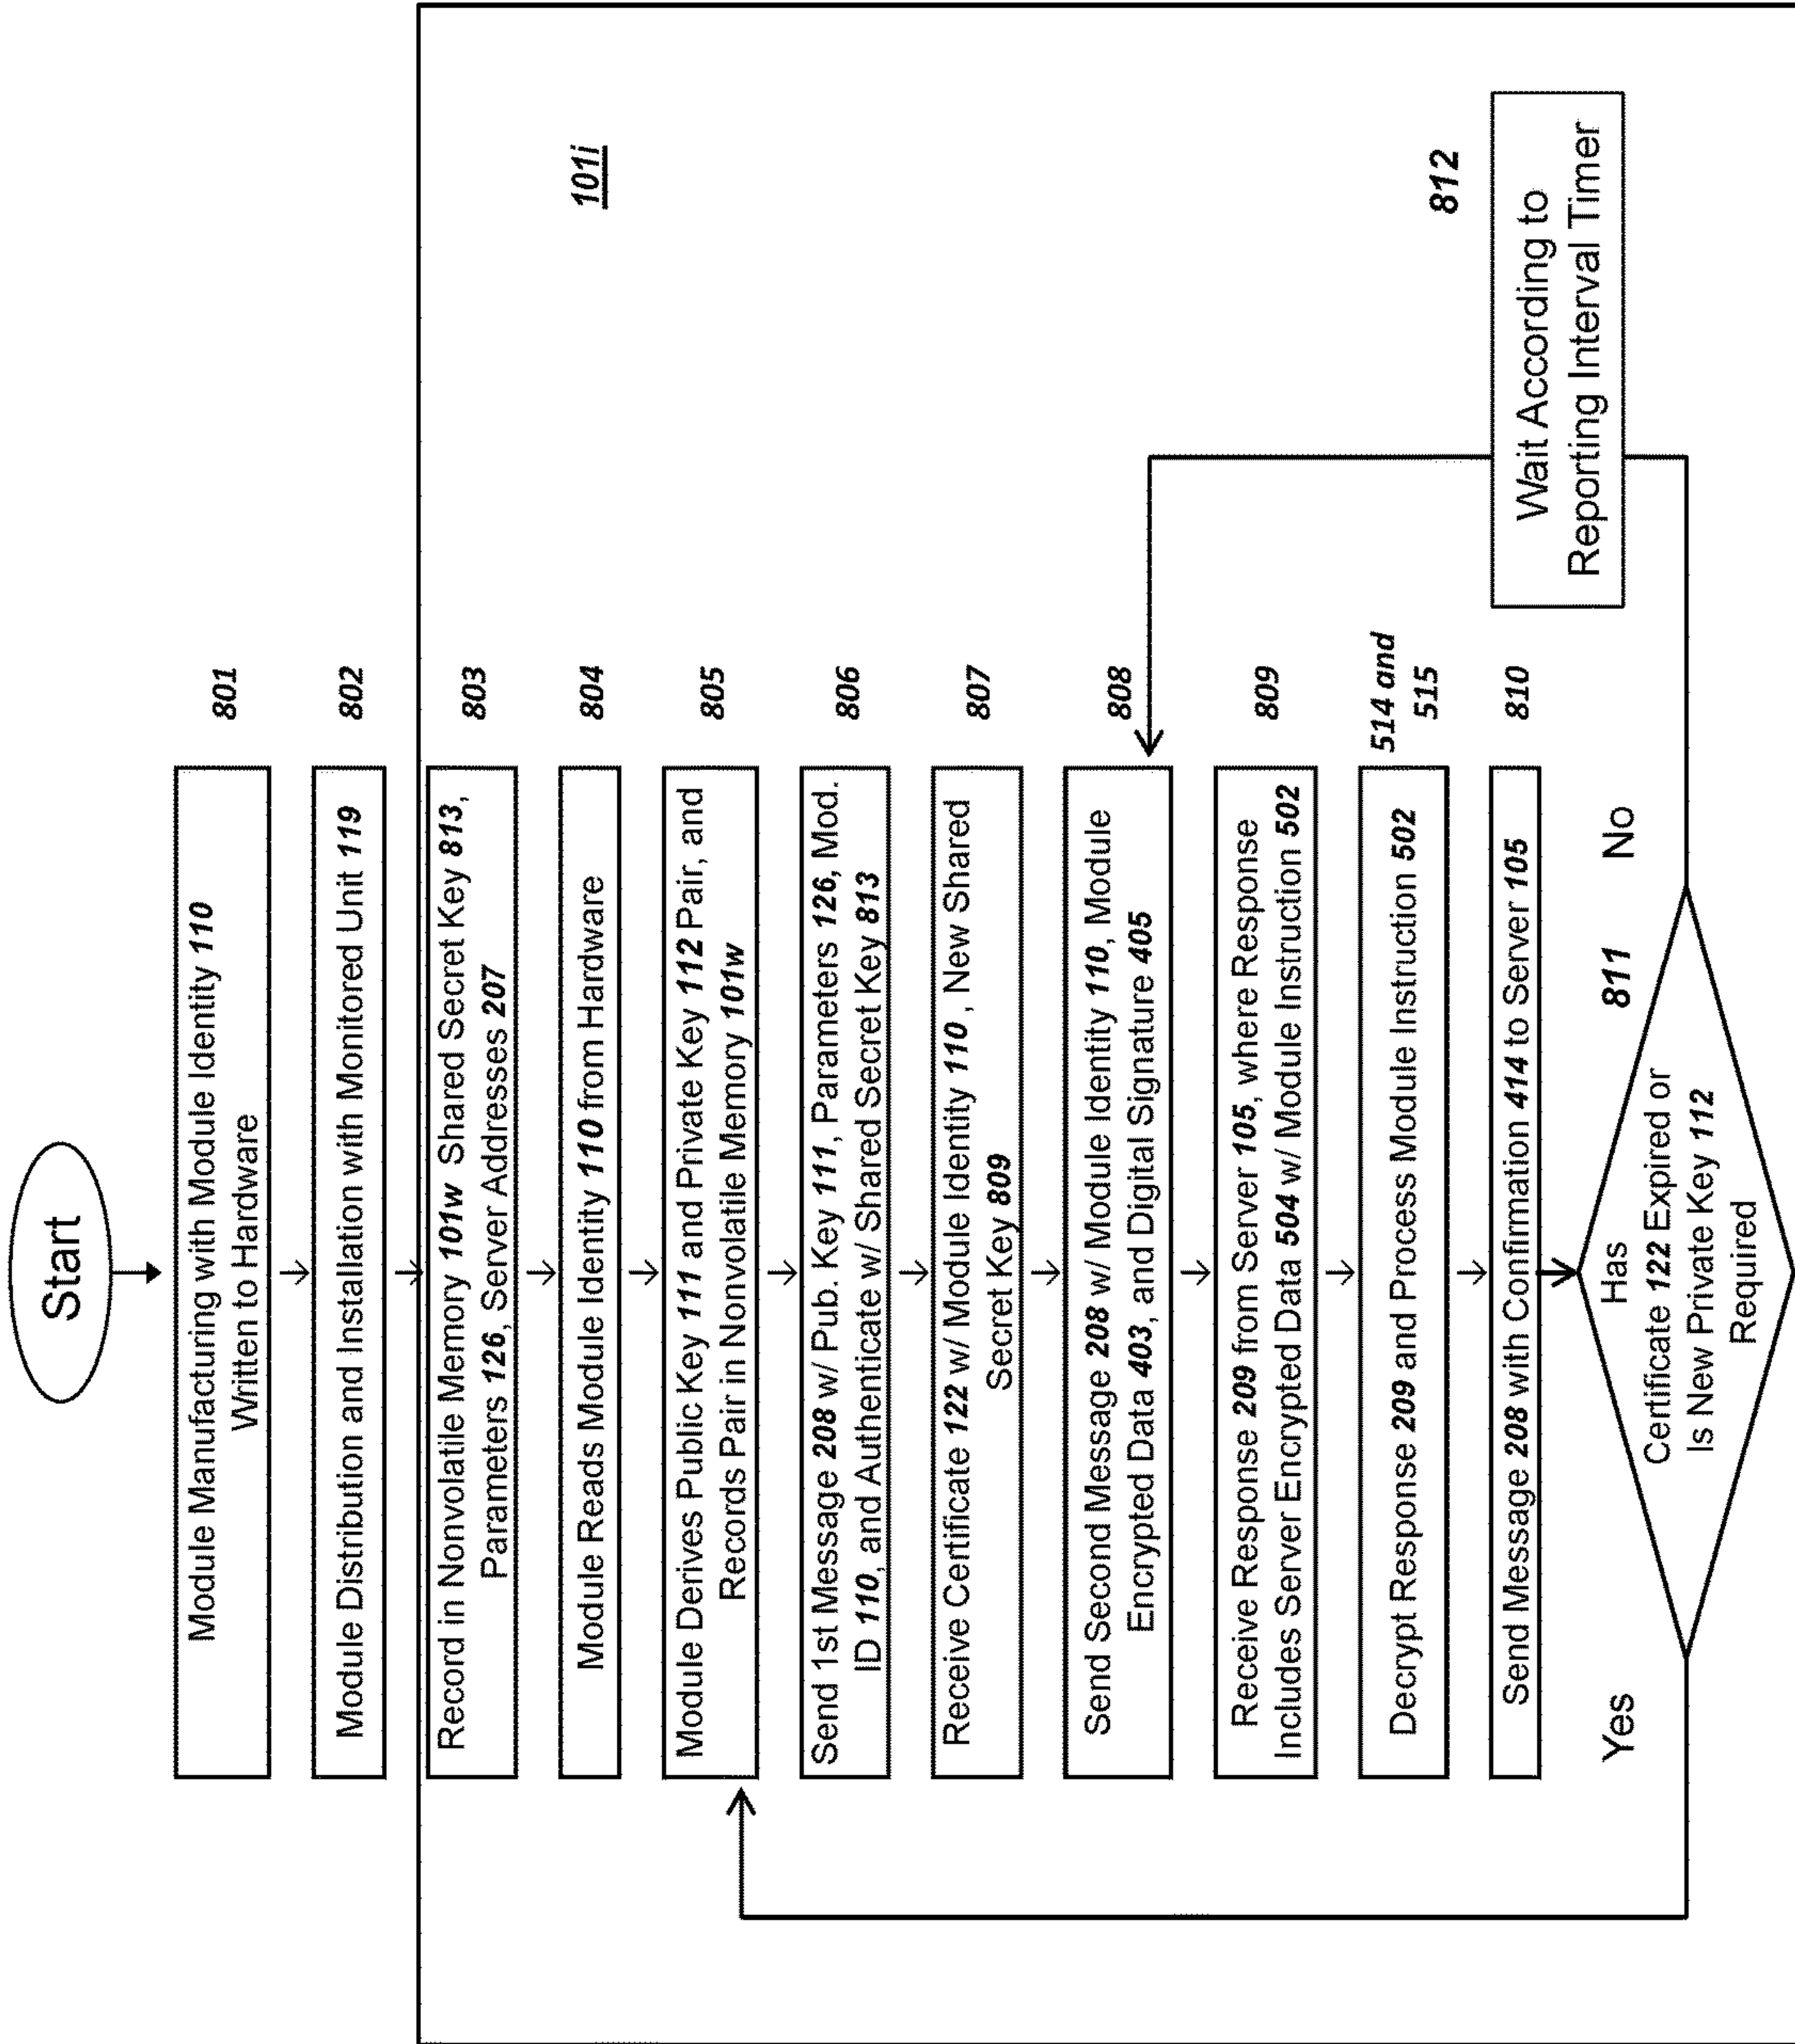 Start
Module Manufacturing with Module Identity 110
Written to Hardware
801
Module Distribution and Installation with Monitored Unit 119
802
Record in Nonvolatile Memory 101w Shared Secret Key 813,
Parameters 126, Server Addresses 207
803
101i
Module Reads Module Identity 110 from Hardware
804
Module Derives Public Key 111 and Private Key 112 Pair, and
Records Pair in Nonvolatile Memory 101w
805
Send 1st Message 208 w/ Pub. Key 111, Parameters 126, Mod.
ID 110, and Authenticate w/ Shared Secret Key 813
806
Receive Certificate 122 w/ Module Identity 110 , New Shared
Secret Key 809
807
Send Second Message 208 w/ Module Identity 110, Module
Encrypted Data 403, and Digital Signature 405
808
Receive Response 209 from Server 105, where Response
Includes Server Encrypted Data 504 w/ Module Instruction 502
809
Decrypt Response 209 and Process Module Instruction 502
514 and
515
Send Message 208 with Confirmation 414 to Server 105
810
812
Wait According to
Reporting Interval Timer
Yes
Has
Certificate 122 Expired or
Is New Private Key 112
Required
811
No